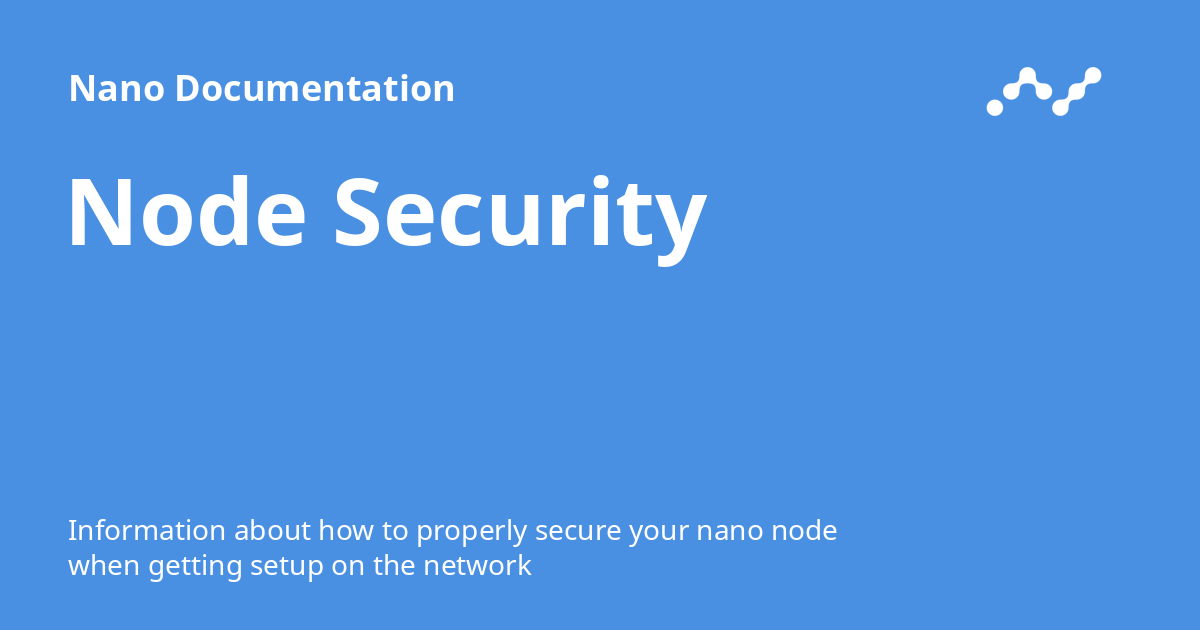 Nano Documentation
Node Security
Information about how to properly secure your nano node
when getting setup on the network